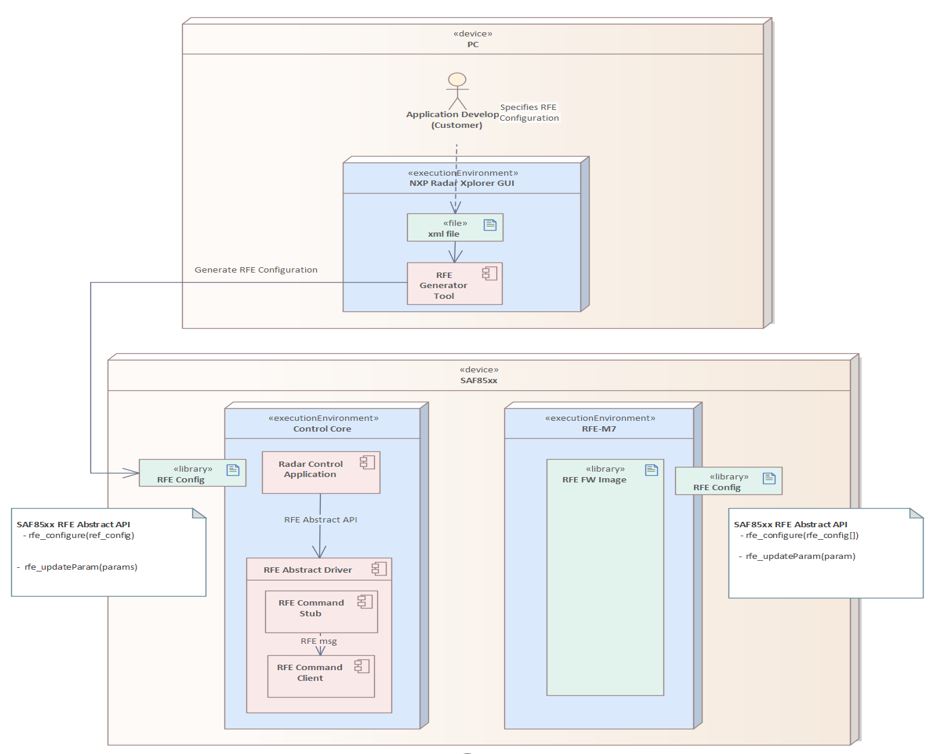 «device»
PC
Application Develop
(Customer)
Specifies RFE
Configuration
«executionEnvironment»
NXP Radar Xplorer GUI
«file»
xml file
RFE
Generator
Tool
Generate RFE Configuration
«device»
SAF85xx
«executionEnvironment»
Control Core
«library»
RFE Config
Radar Control
Application
RFE Abstract API
RFE Abstract Driver
RFE Command
Stub
RFE msg
RFE Command
Client
SAF85xx RFE Abstract API
- rfe_configure(ref_config)
- rfe_updateParam(params)
«executionEnvironment»
RFE-M7
«library»
RFE FW Image
«library»
RFE Config
SAF85xx RFE Abstract API
- rfe_configure(rfe_config[])
- rfe_updateParam(param)